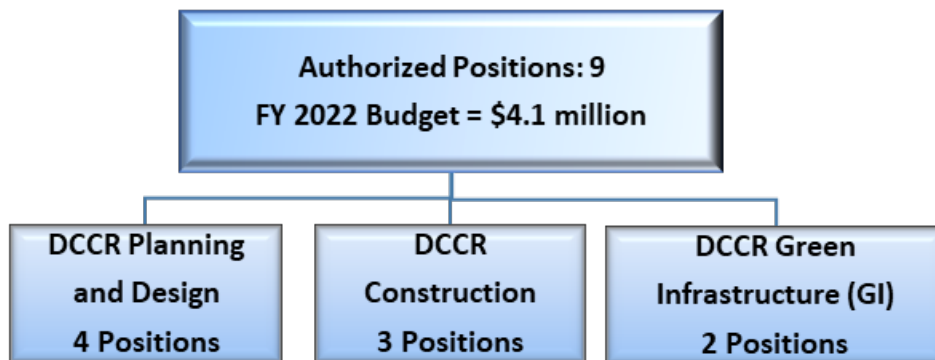 Authorized Positions: 9
FY 2022 Budget = $4.1 million
DCCR Planning
and Design
4 Positions
DCCR
Construction
3 Positions
DCCR Green
Infrastructure (GI)
2 Positions